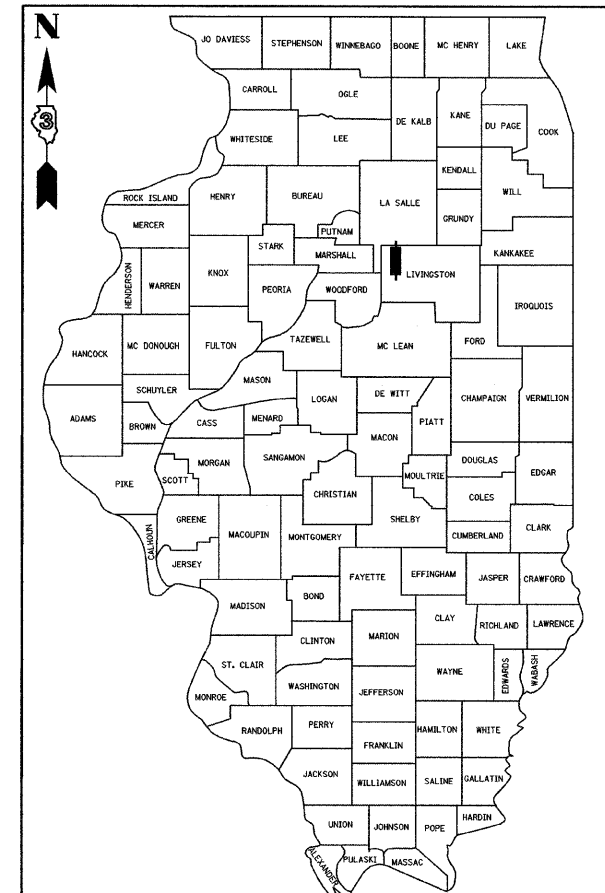 N
3
JO DAVIESS
STEPHENSON
WINNEBAGO
BOONE
MC HENRY
LAKE
CARROLL
OGLE
DE KALB
KANE
DU PAGE
COOK
WHITESIDE
LEE
KENDALL
WILL
ROCK ISLAND
HENRY
BUREAU
LA SALLE
GRUNDY
MERCER
PUTNAM
STARK
MARSHALL
KANKAKEE
HENDERSON
WARREN
KNOX
PEORIA
WOODFORD
LIVINGSTON
IROQUOIS
HANCOCK
MC DONOUGH
FULTON
TAZEWELL
MC LEAN
FORD
MASON
SCHUYLER
LOGAN
DE WITT
CHAMPAIGN
VERMILION
ADAMS
BROWN
CASS
MENARD
MACON
PIATT
PIKE
SCOTT
MORGAN
SANGAMON
CHRISTIAN
MOULTRIE
DOUGLAS
COLES
EDGAR
CALHOUN
GREENE
JERSEY
MACOUPIN
MONTGOMERY
SHELBY
CUMBERLAND
CLARK
MADISON
BOND
FAYETTE
EFFINGHAM
JASPER
CRAWFORD
CLINTON
MARION
CLAY
RICHLAND
LAWRENCE
ST. CLAIR
WASHINGTON
JEFFERSON
WAYNE
EDWARDS
WABASH
MONROE
RANDOLPH
PERRY
FRANKLIN
HAMILTON
WHITE
JACKSON
WILLIAMSON
SALINE
GALLATIN
UNION
JOHNSON
POPE
HARDIN
ALEXANDER
PULASKI
MASSAC